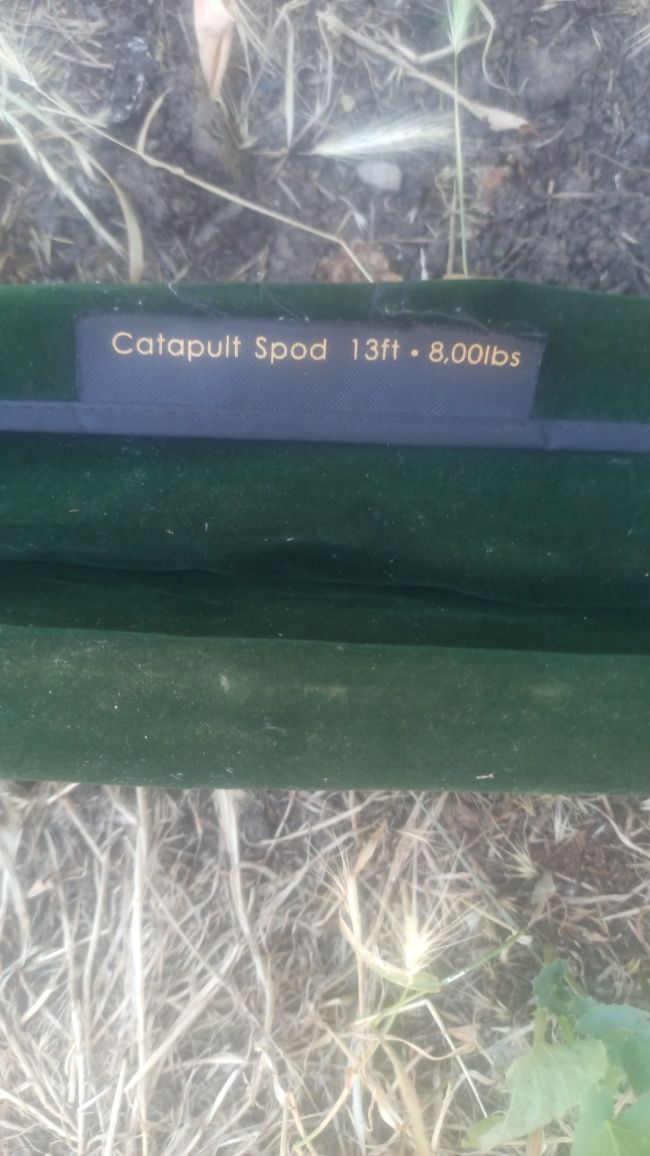 Catapult Spod 13ft • 8,00lbs